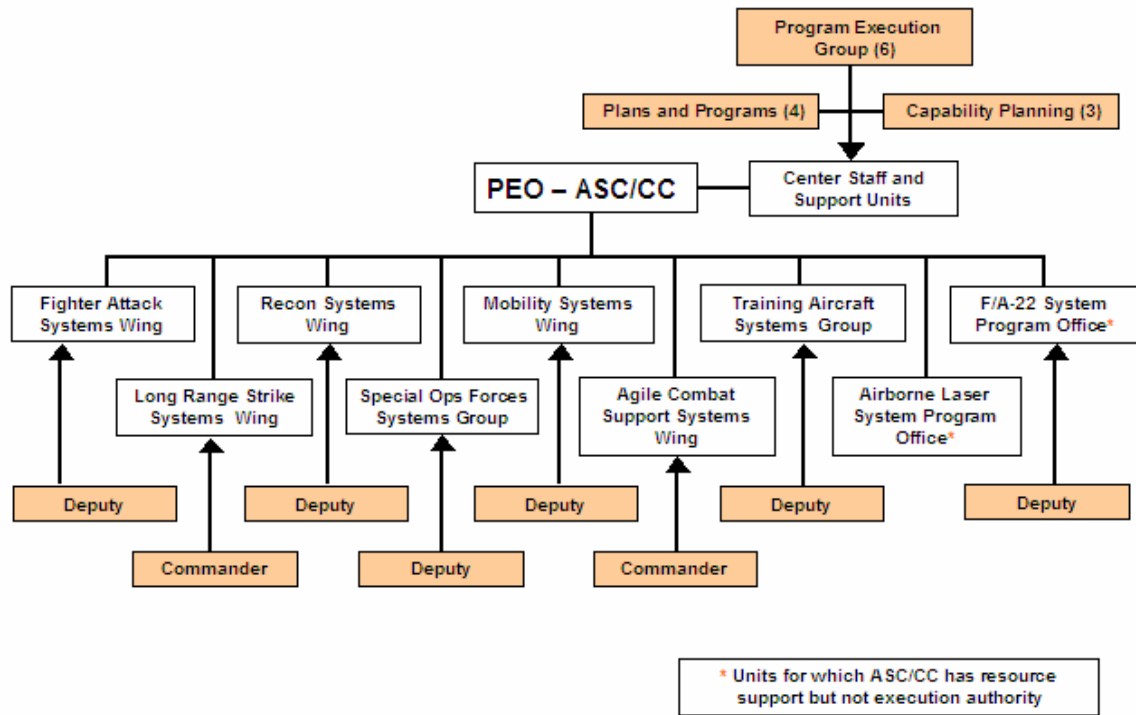 Program Execution
Group (6)
Plans and Programs (4)
Capability Planning (3)
PEO – ASC/CC
Center Staff and
Support Units
Fighter Attack
Systems Wing
Recon Systems
Wing
Mobility Systems
Wing
Training Aircraft
Systems Group
F/A-22 System
Program Office*
Long Range Strike
Systems Wing
Special Ops Forces
Systems Group
Agile Combat
Support Systems
Wing
Airborne Laser
System Program
Office*
Deputy
Deputy
Deputy
Deputy
Deputy
Commander
Deputy
Commander
* Units for which ASC/CC has resource
support but not execution authority